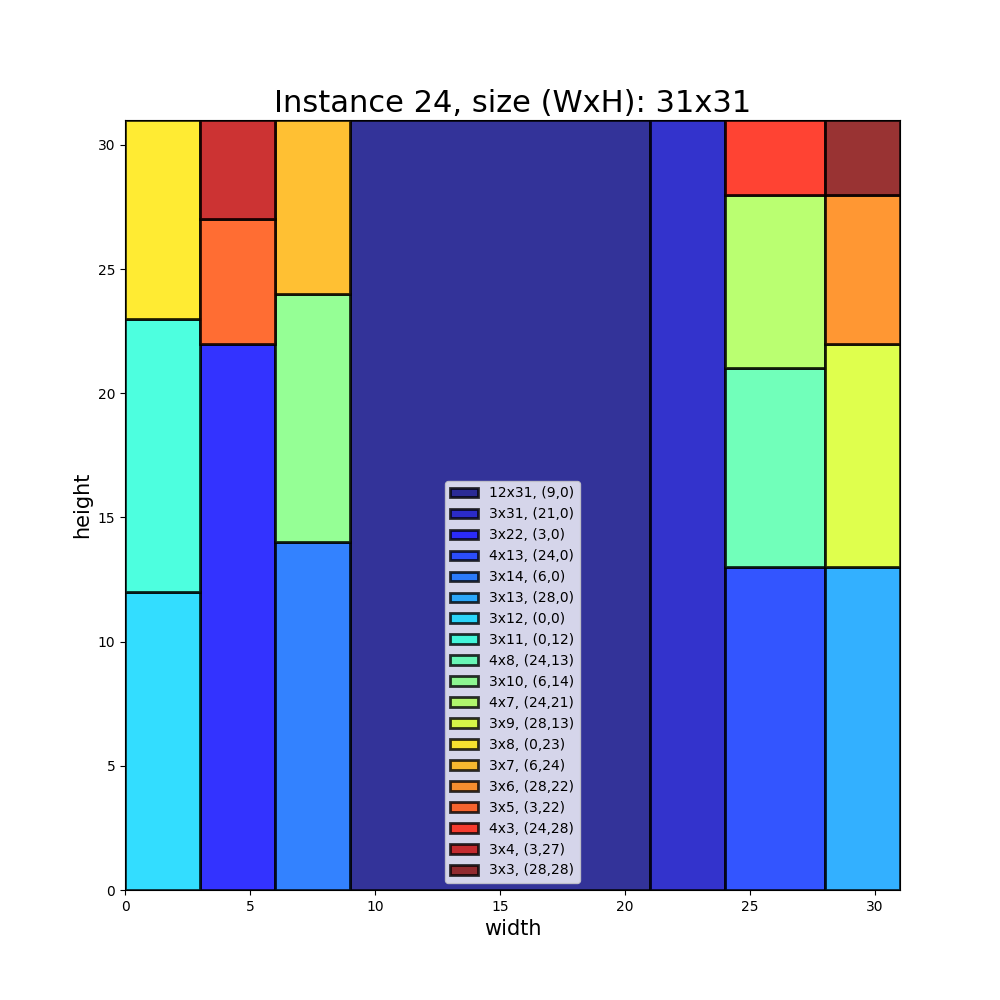 Instance 24, size (WxH): 31x31
30
25
20
15
10
5
0
height
12x31, (9,0)
3x31, (21,0)
3x22, (3,0)
4x13, (24,0)
3x14, (6,0)
3x13, (28,0)
3x12, (0,0)
3x11, (0,12)
4x8, (24,13)
3x10, (6,14)
4x7, (24,21)
3x9, (28,13)
3x8, (0,23)
3x7, (6,24)
3x6, (28,22)
3x5, (3,22)
4x3, (24,28)
3x4, (3,27)
3x3, (28,28)
0 5 10 15 20 25 30
width